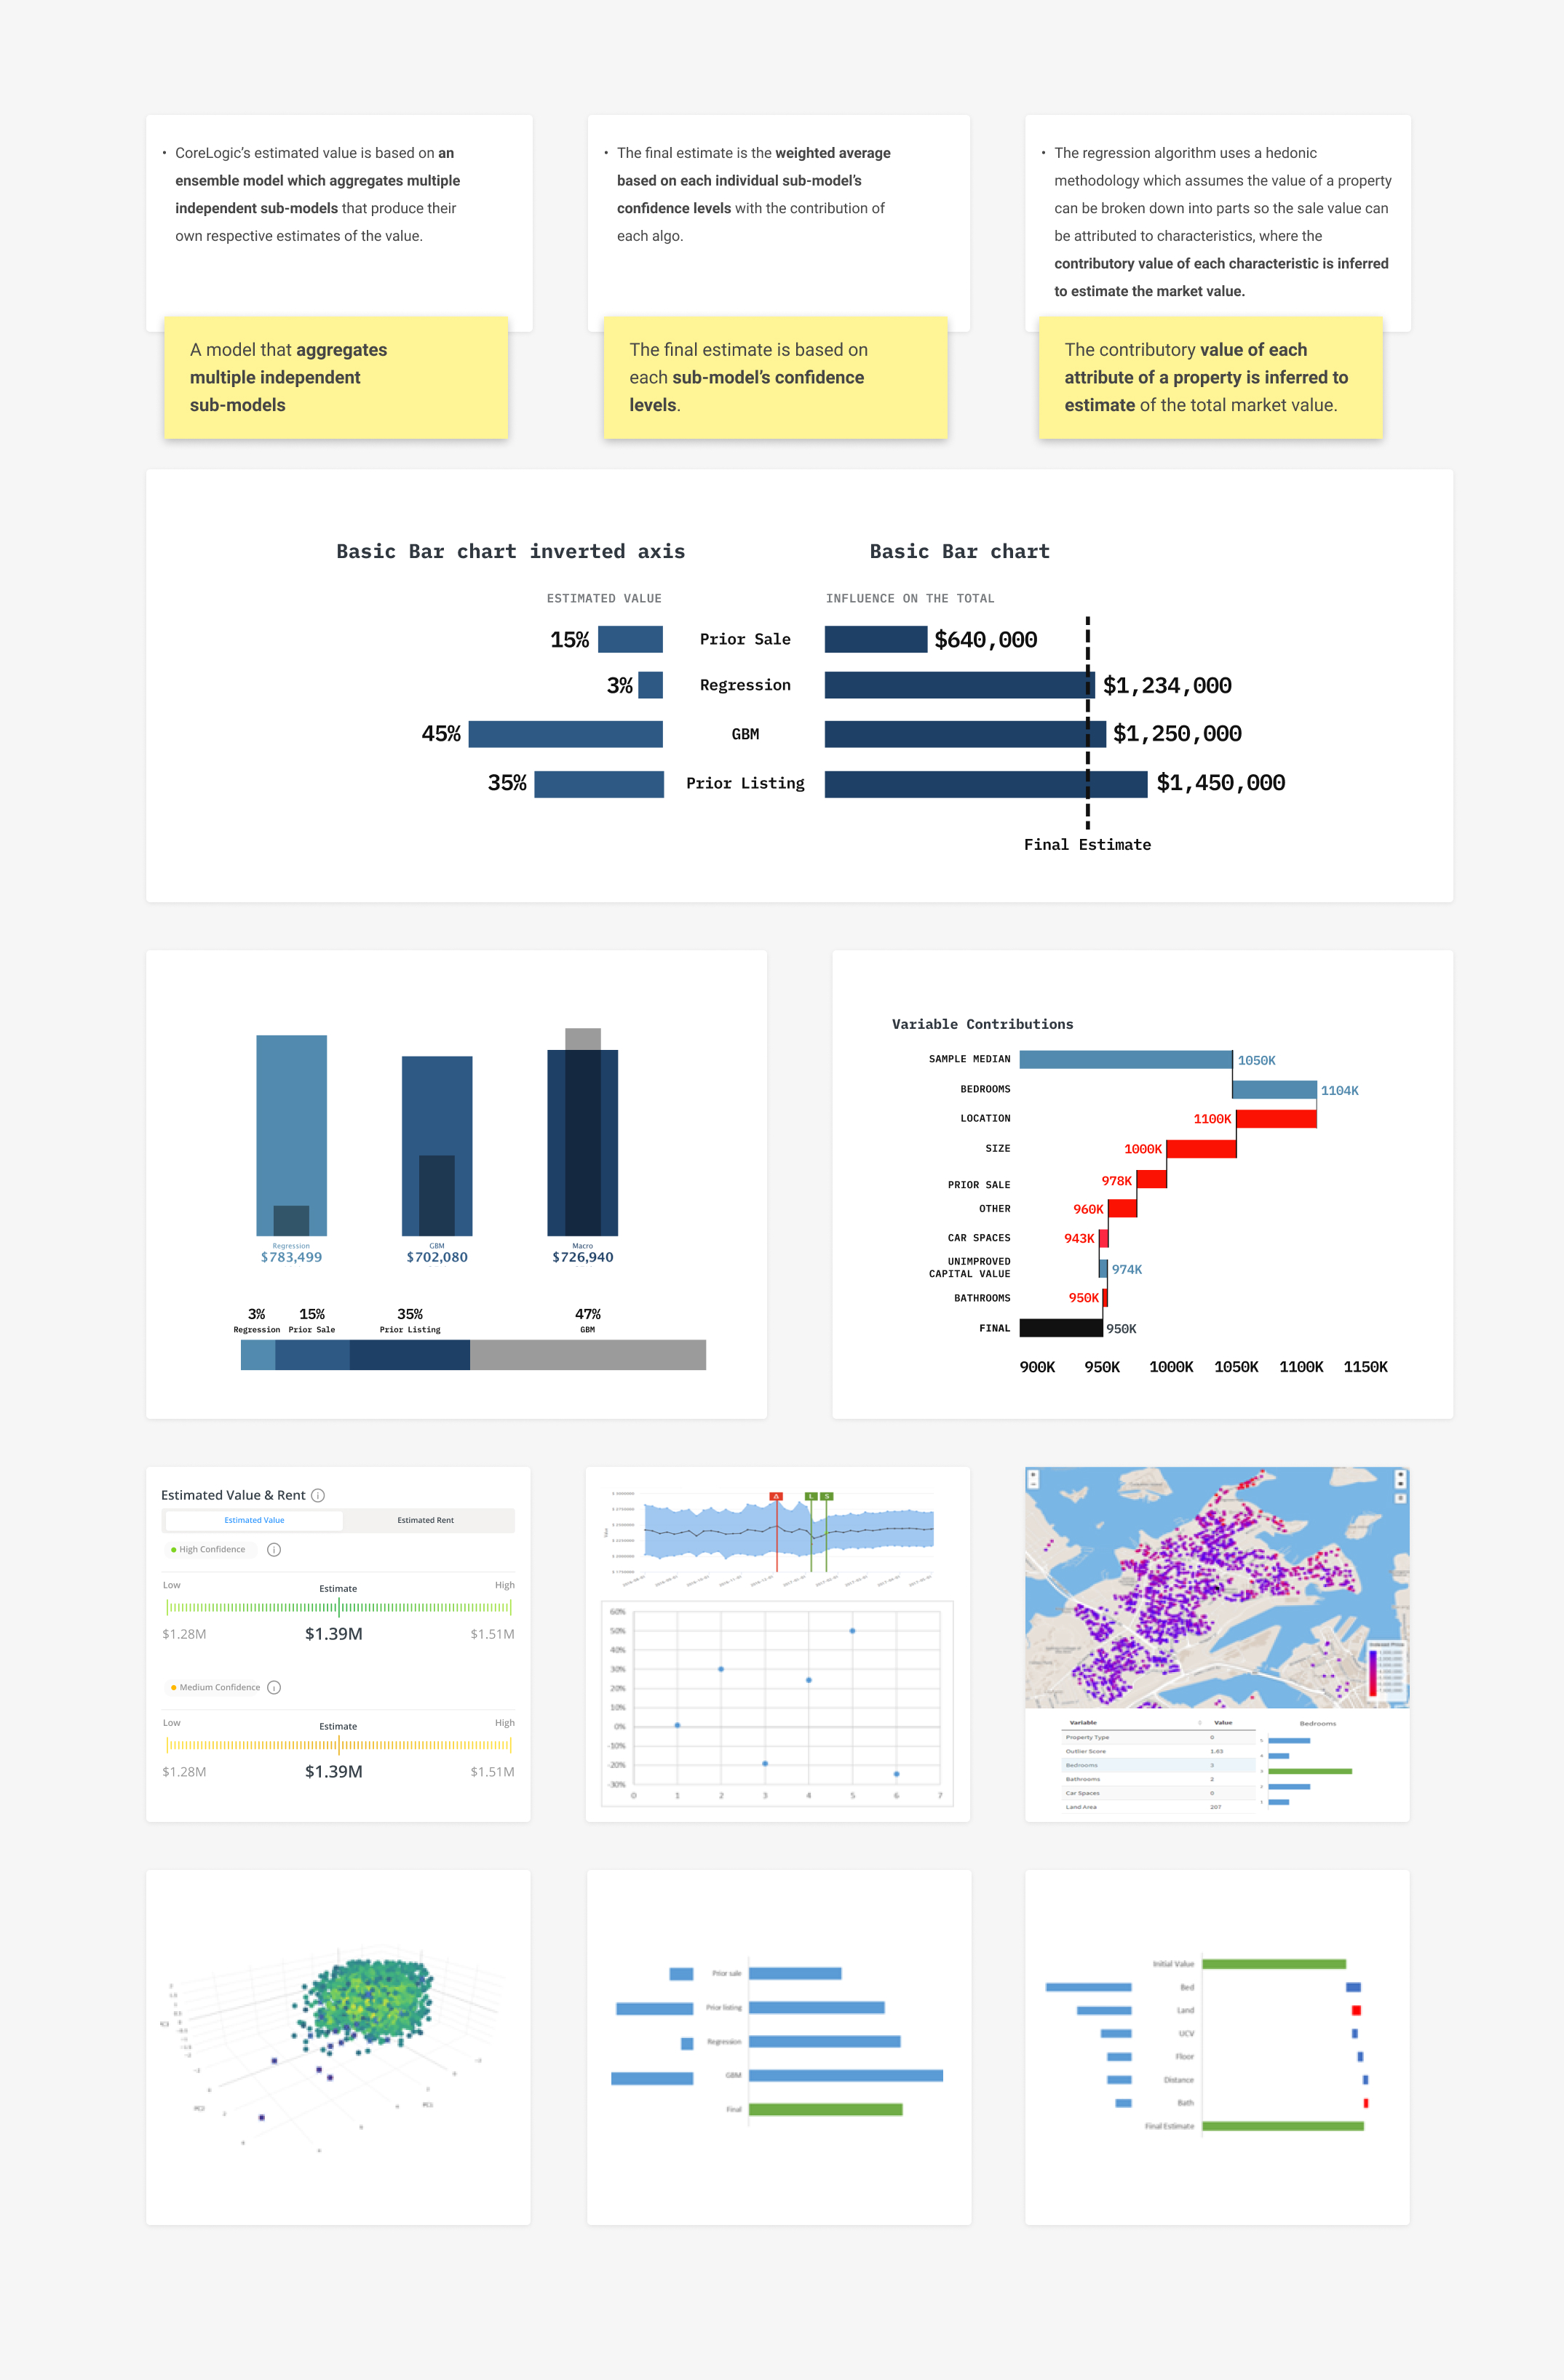 • CoreLogic’s estimated value is based on an
ensemble model which aggregates multiple
independent sub-models that produce their
own respective estimates of the value.
• The final estimate is the weighted average
based on each individual sub-model’s
confidence levels with the contribution of
each algo.
• The regression algorithm uses a hedonic
methodology which assumes the value of a property
can be broken down into parts so the sale value can
be attributed to characteristics, where the
contributory value of each characteristic is inferred
to estimate the market value.
A model that aggregates
multiple independent
sub-models
The final estimate is based on
each sub-model’s confidence
levels.
The contributory value of each
attribute of a property is inferred to
estimate of the total market value.
Basic Bar chart inverted axis
Basic Bar chart
ESTIMATED VALUE
INFLUENCE ON THE TOTAL
15% Prior Sale $640,000
3% Regression $1,234,000
45% GBM $1,250,000
35% Prior Listing $1,450,000
Final Estimate
Regression GBM Macro
$783,499 $702,080 $726,940
3% 15% 35% 47%
Regression Prior Sale Prior Listing GBM
Variable Contributions
SAMPLE MEDIAN 1050K
BEDROOMS 1104K
LOCATION 1100K
SIZE 1000K
PRIOR SALE 978K
OTHER 960K
CAR SPACES 943K
UNIMPROVED
CAPITAL VALUE 974K
BATHROOMS 950K
FINAL 950K
900K 950K 1000K 1050K 1100K 1150K
Estimated Value & Rent
Estimated Value Estimated Rent
High Confidence
Low Estimate High
$1.28M $1.39M $1.51M
Medium Confidence
Low Estimate High
$1.28M $1.39M $1.51M
L S
60%
50%
40%
30%
20%
10%
0%
-10%
-20%
-30%
0 1 2 3 4 5 6 7
Indexed Price
Variable Value
Property Type 0
Outlier Score 1.63
Bedrooms 3
Bathrooms 2
Car Spaces 0
Land Area 207
Bedrooms
PC2
PC1
Prior sale
Prior listing
Regression
GBM
Final
Initial Value
Bed
Land
UCV
Floor
Distance
Bath
Final Estimate